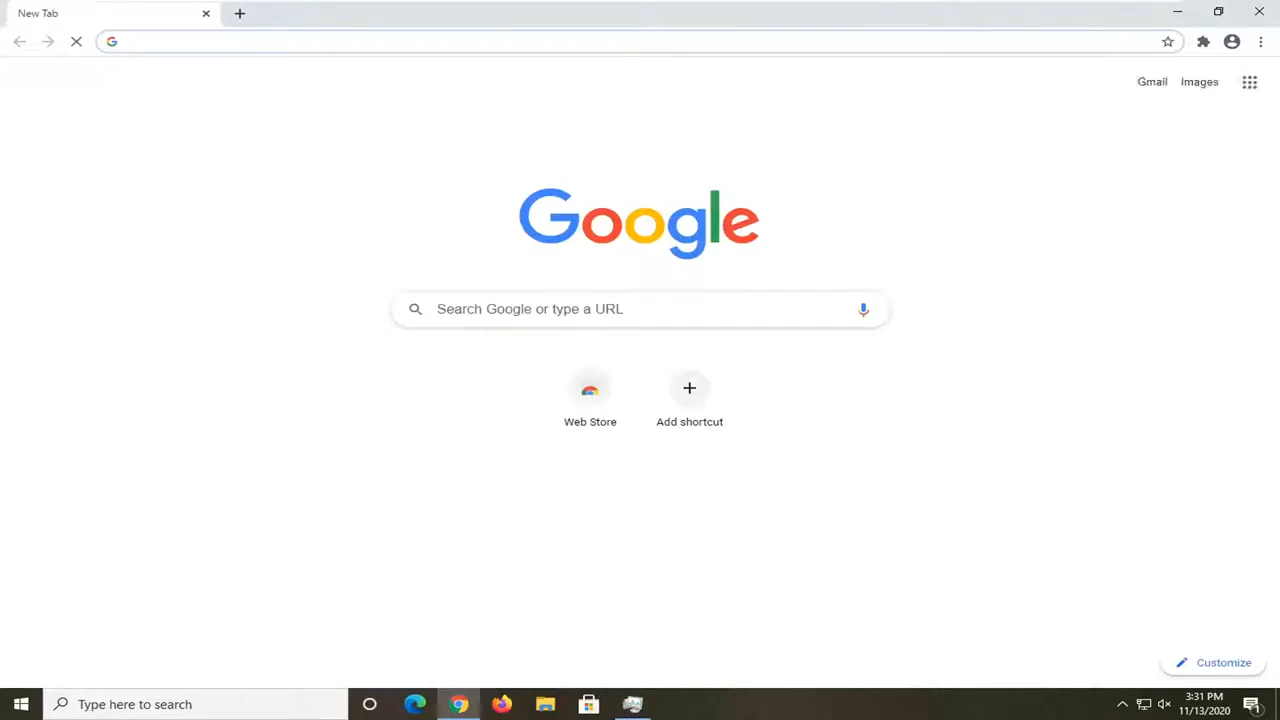 New Tab
Gmail Images
Google
Search Google or type a URL
Web Store Add shortcut
Customize
Type here to search
3:31 PM
11/13/2020
1